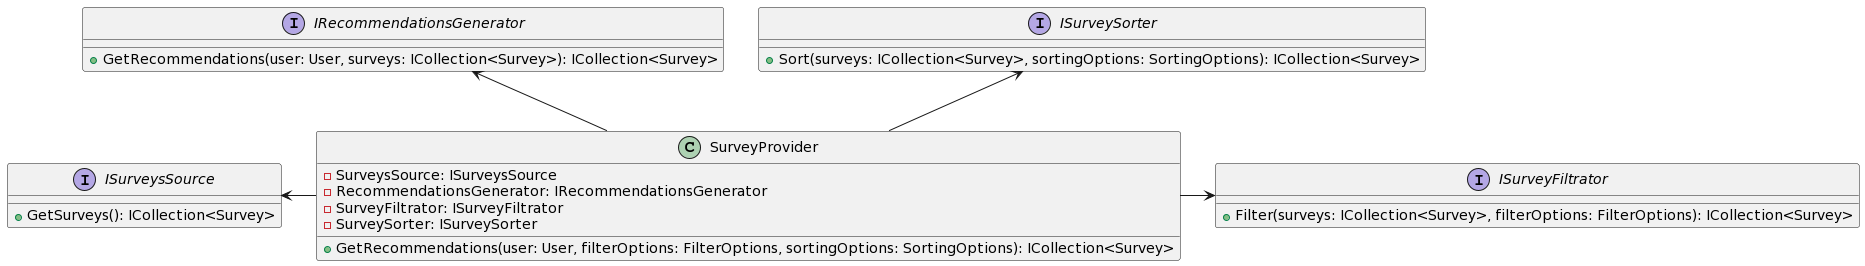 I IRecommendationsGenerator
GetRecommendations(user: User, surveys: ICollection<Survey>): ICollection<Survey>
I ISurveySorter
Sort(surveys: ICollection<Survey>, sortingOptions: SortingOptions): ICollection<Survey>
I ISurveysSource
GetSurveys(): ICollection<Survey>
C SurveyProvider
SurveysSource: ISurveysSource
RecommendationsGenerator: IRecommendationsGenerator
SurveyFiltrator: ISurveyFiltrator
SurveySorter: ISurveySorter
GetRecommendations(user: User, filterOptions: FilterOptions, sortingOptions: SortingOptions): ICollection<Survey>
I ISurveyFiltrator
Filter(surveys: ICollection<Survey>, filterOptions: FilterOptions): ICollection<Survey>